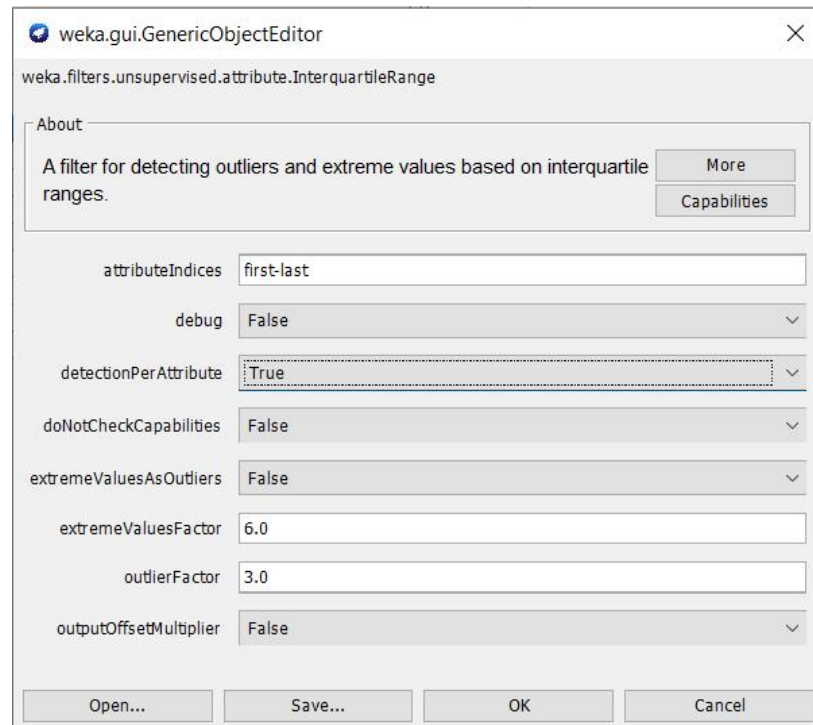 weka.gui.GenericObjectEditor
weka.filters.unsupervised.attribute.InterquartileRange
About
A filter for detecting outliers and extreme values based on interquartile
ranges.
More
Capabilities
attributeIndices first-last
debug False
detectionPerAttribute True
doNotCheckCapabilities False
extremeValuesAsOutliers False
extremeValuesFactor 6.0
outlierFactor 3.0
outputOffsetMultiplier False
Open... Save... OK Cancel